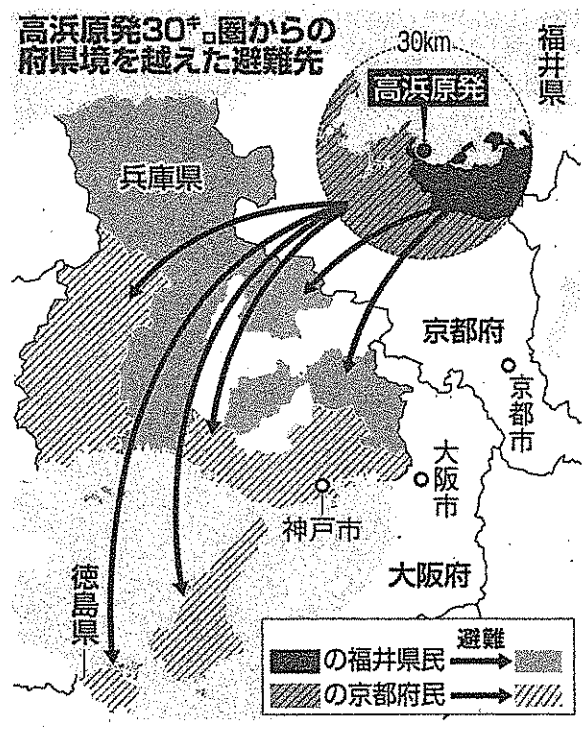 高浜原発30㌔圏からの
府県境を越えた避難先
30km
高浜原発
福井県
兵庫県
京都府
京都市
大阪市
神戸市
大阪府
徳島県
避難
の福井県民
の京都府民